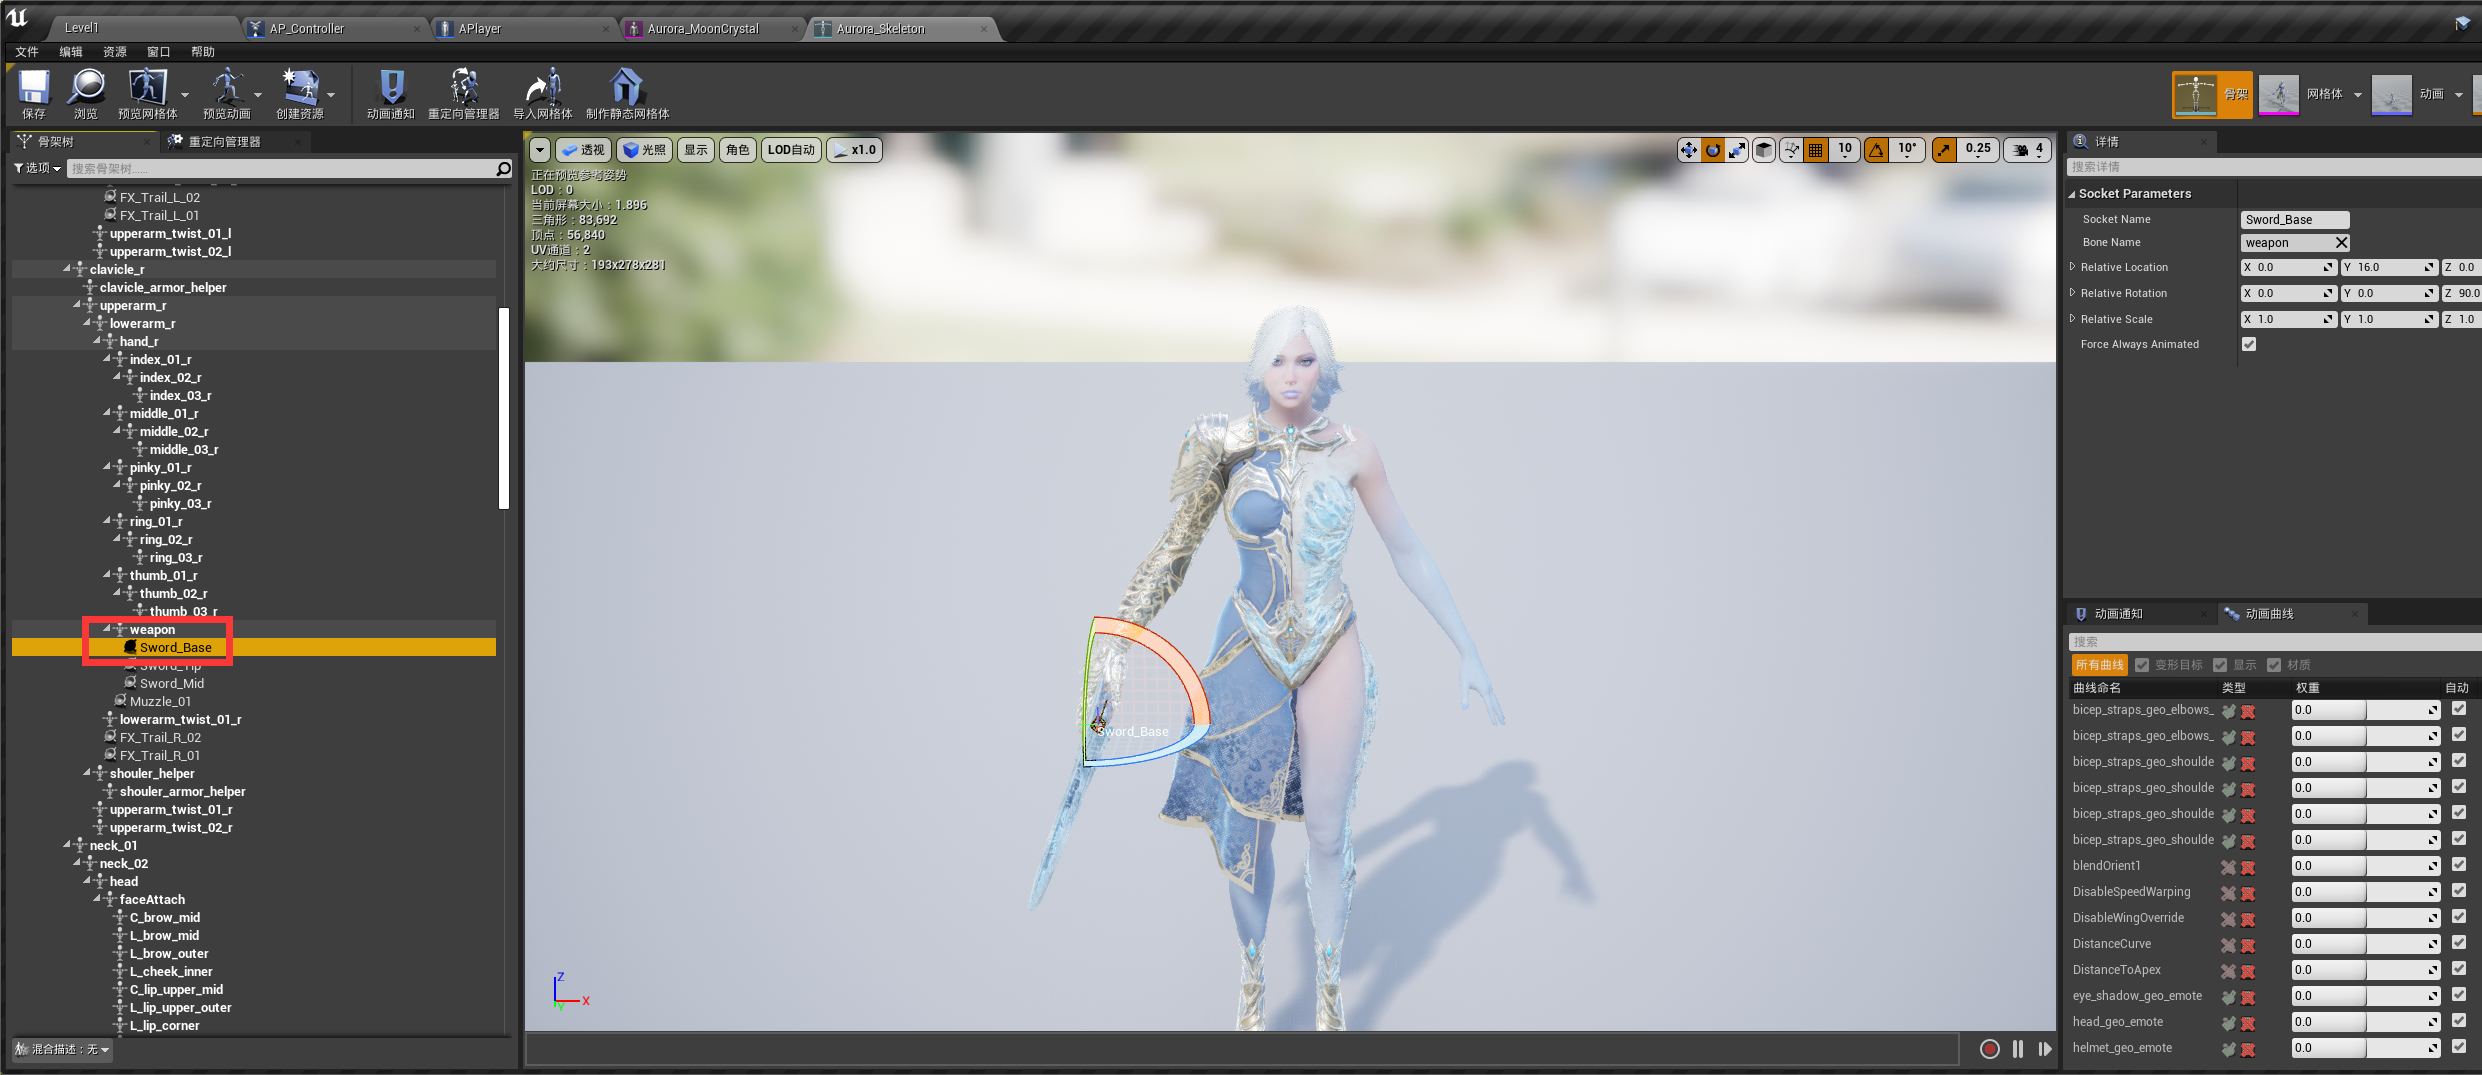 Level1
AP_Controller
APlayer
Aurora_MoonCrystal
Aurora_Skeleton
文件 编辑 资源 窗口 帮助
保存
浏览
预览网格体
预览动画
创建资源
动画通知
重定向管理器
导入网格体
制作静态网格体
骨架
网格体
动画
骨架树
重定向管理器
选项
搜索骨架树......
FX_Trail_L_02
FX_Trail_L_01
upperarm_twist_01_l
upperarm_twist_02_l
clavicle_r
clavicle_armor_helper
upperarm_r
lowerarm_r
hand_r
index_01_r
index_02_r
index_03_r
middle_01_r
middle_02_r
middle_03_r
pinky_01_r
pinky_02_r
pinky_03_r
ring_01_r
ring_02_r
ring_03_r
thumb_01_r
thumb_02_r
thumb_03_r
weapon
Sword_Base
Sword_Tip
Sword_Mid
Muzzle_01
lowerarm_twist_01_r
FX_Trail_R_02
FX_Trail_R_01
shouler_helper
shouler_armor_helper
upperarm_twist_01_r
upperarm_twist_02_r
neck_01
neck_02
head
faceAttach
C_brow_mid
L_brow_mid
L_brow_outer
L_cheek_inner
C_lip_upper_mid
L_lip_upper_outer
L_lip_corner
混合描述：无
透视
光照
显示
角色
LOD自动
x1.0
10
10°
0.25
4
正在预览参考姿势
LOD：0
当前屏幕大小：1.896
三角形：83,692
顶点：56,840
UV通道：2
大约尺寸：193x278x281
Sword_Base
Z
X
Y
详情
搜索详情
Socket Parameters
Socket Name Sword_Base
Bone Name weapon
Relative Location X 0.0 Y 16.0 Z 0.0
Relative Rotation X 0.0 Y 0.0 Z 90.0
Relative Scale X 1.0 Y 1.0 Z 1.0
Force Always Animated
动画通知
动画曲线
搜索
所有曲线 变形目标 显示 材质
曲线命名 类型 权重 自动
bicep_straps_geo_elbows_ 0.0
bicep_straps_geo_elbows_ 0.0
bicep_straps_geo_shoulde 0.0
bicep_straps_geo_shoulde 0.0
bicep_straps_geo_shoulde 0.0
bicep_straps_geo_shoulde 0.0
blendOrient1 0.0
DisableSpeedWarping 0.0
DisableWingOverride 0.0
DistanceCurve 0.0
DistanceToApex 0.0
eye_shadow_geo_emote 0.0
head_geo_emote 0.0
helmet_geo_emote 0.0